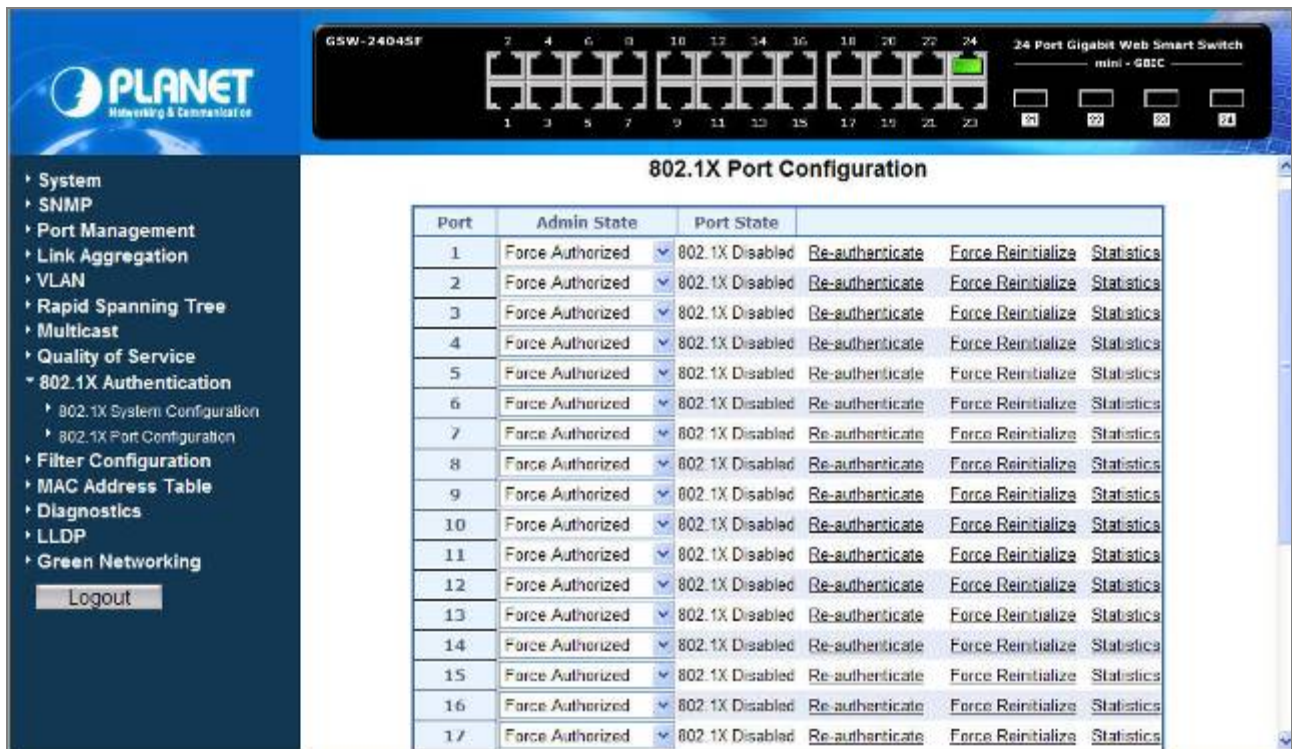 PLANET
Networking & Communication
GSW-2404SF
2 4 6 8 10 12 14 16 18 20 22 24
1 3 5 7 9 11 13 15 17 19 21 23
24 Port Gigabit Web Smart Switch
mini - GBIC
21 22 23 24
System
SNMP
Port Management
Link Aggregation
VLAN
Rapid Spanning Tree
Multicast
Quality of Service
802.1X Authentication
802.1X System Configuration
802.1X Port Configuration
Filter Configuration
MAC Address Table
Diagnostics
LLDP
Green Networking
Logout
802.1X Port Configuration
Port Admin State Port State
1 Force Authorized 802.1X Disabled Re-authenticate Force Reinitialize Statistics
2 Force Authorized 802.1X Disabled Re-authenticate Force Reinitialize Statistics
3 Force Authorized 802.1X Disabled Re-authenticate Force Reinitialize Statistics
4 Force Authorized 802.1X Disabled Re-authenticate Force Reinitialize Statistics
5 Force Authorized 802.1X Disabled Re-authenticate Force Reinitialize Statistics
6 Force Authorized 802.1X Disabled Re-authenticate Force Reinitialize Statistics
7 Force Authorized 802.1X Disabled Re-authenticate Force Reinitialize Statistics
8 Force Authorized 802.1X Disabled Re-authenticate Force Reinitialize Statistics
9 Force Authorized 802.1X Disabled Re-authenticate Force Reinitialize Statistics
10 Force Authorized 802.1X Disabled Re-authenticate Force Reinitialize Statistics
11 Force Authorized 802.1X Disabled Re-authenticate Force Reinitialize Statistics
12 Force Authorized 802.1X Disabled Re-authenticate Force Reinitialize Statistics
13 Force Authorized 802.1X Disabled Re-authenticate Force Reinitialize Statistics
14 Force Authorized 802.1X Disabled Re-authenticate Force Reinitialize Statistics
15 Force Authorized 802.1X Disabled Re-authenticate Force Reinitialize Statistics
16 Force Authorized 802.1X Disabled Re-authenticate Force Reinitialize Statistics
17 Force Authorized 802.1X Disabled Re-authenticate Force Reinitialize Statistics